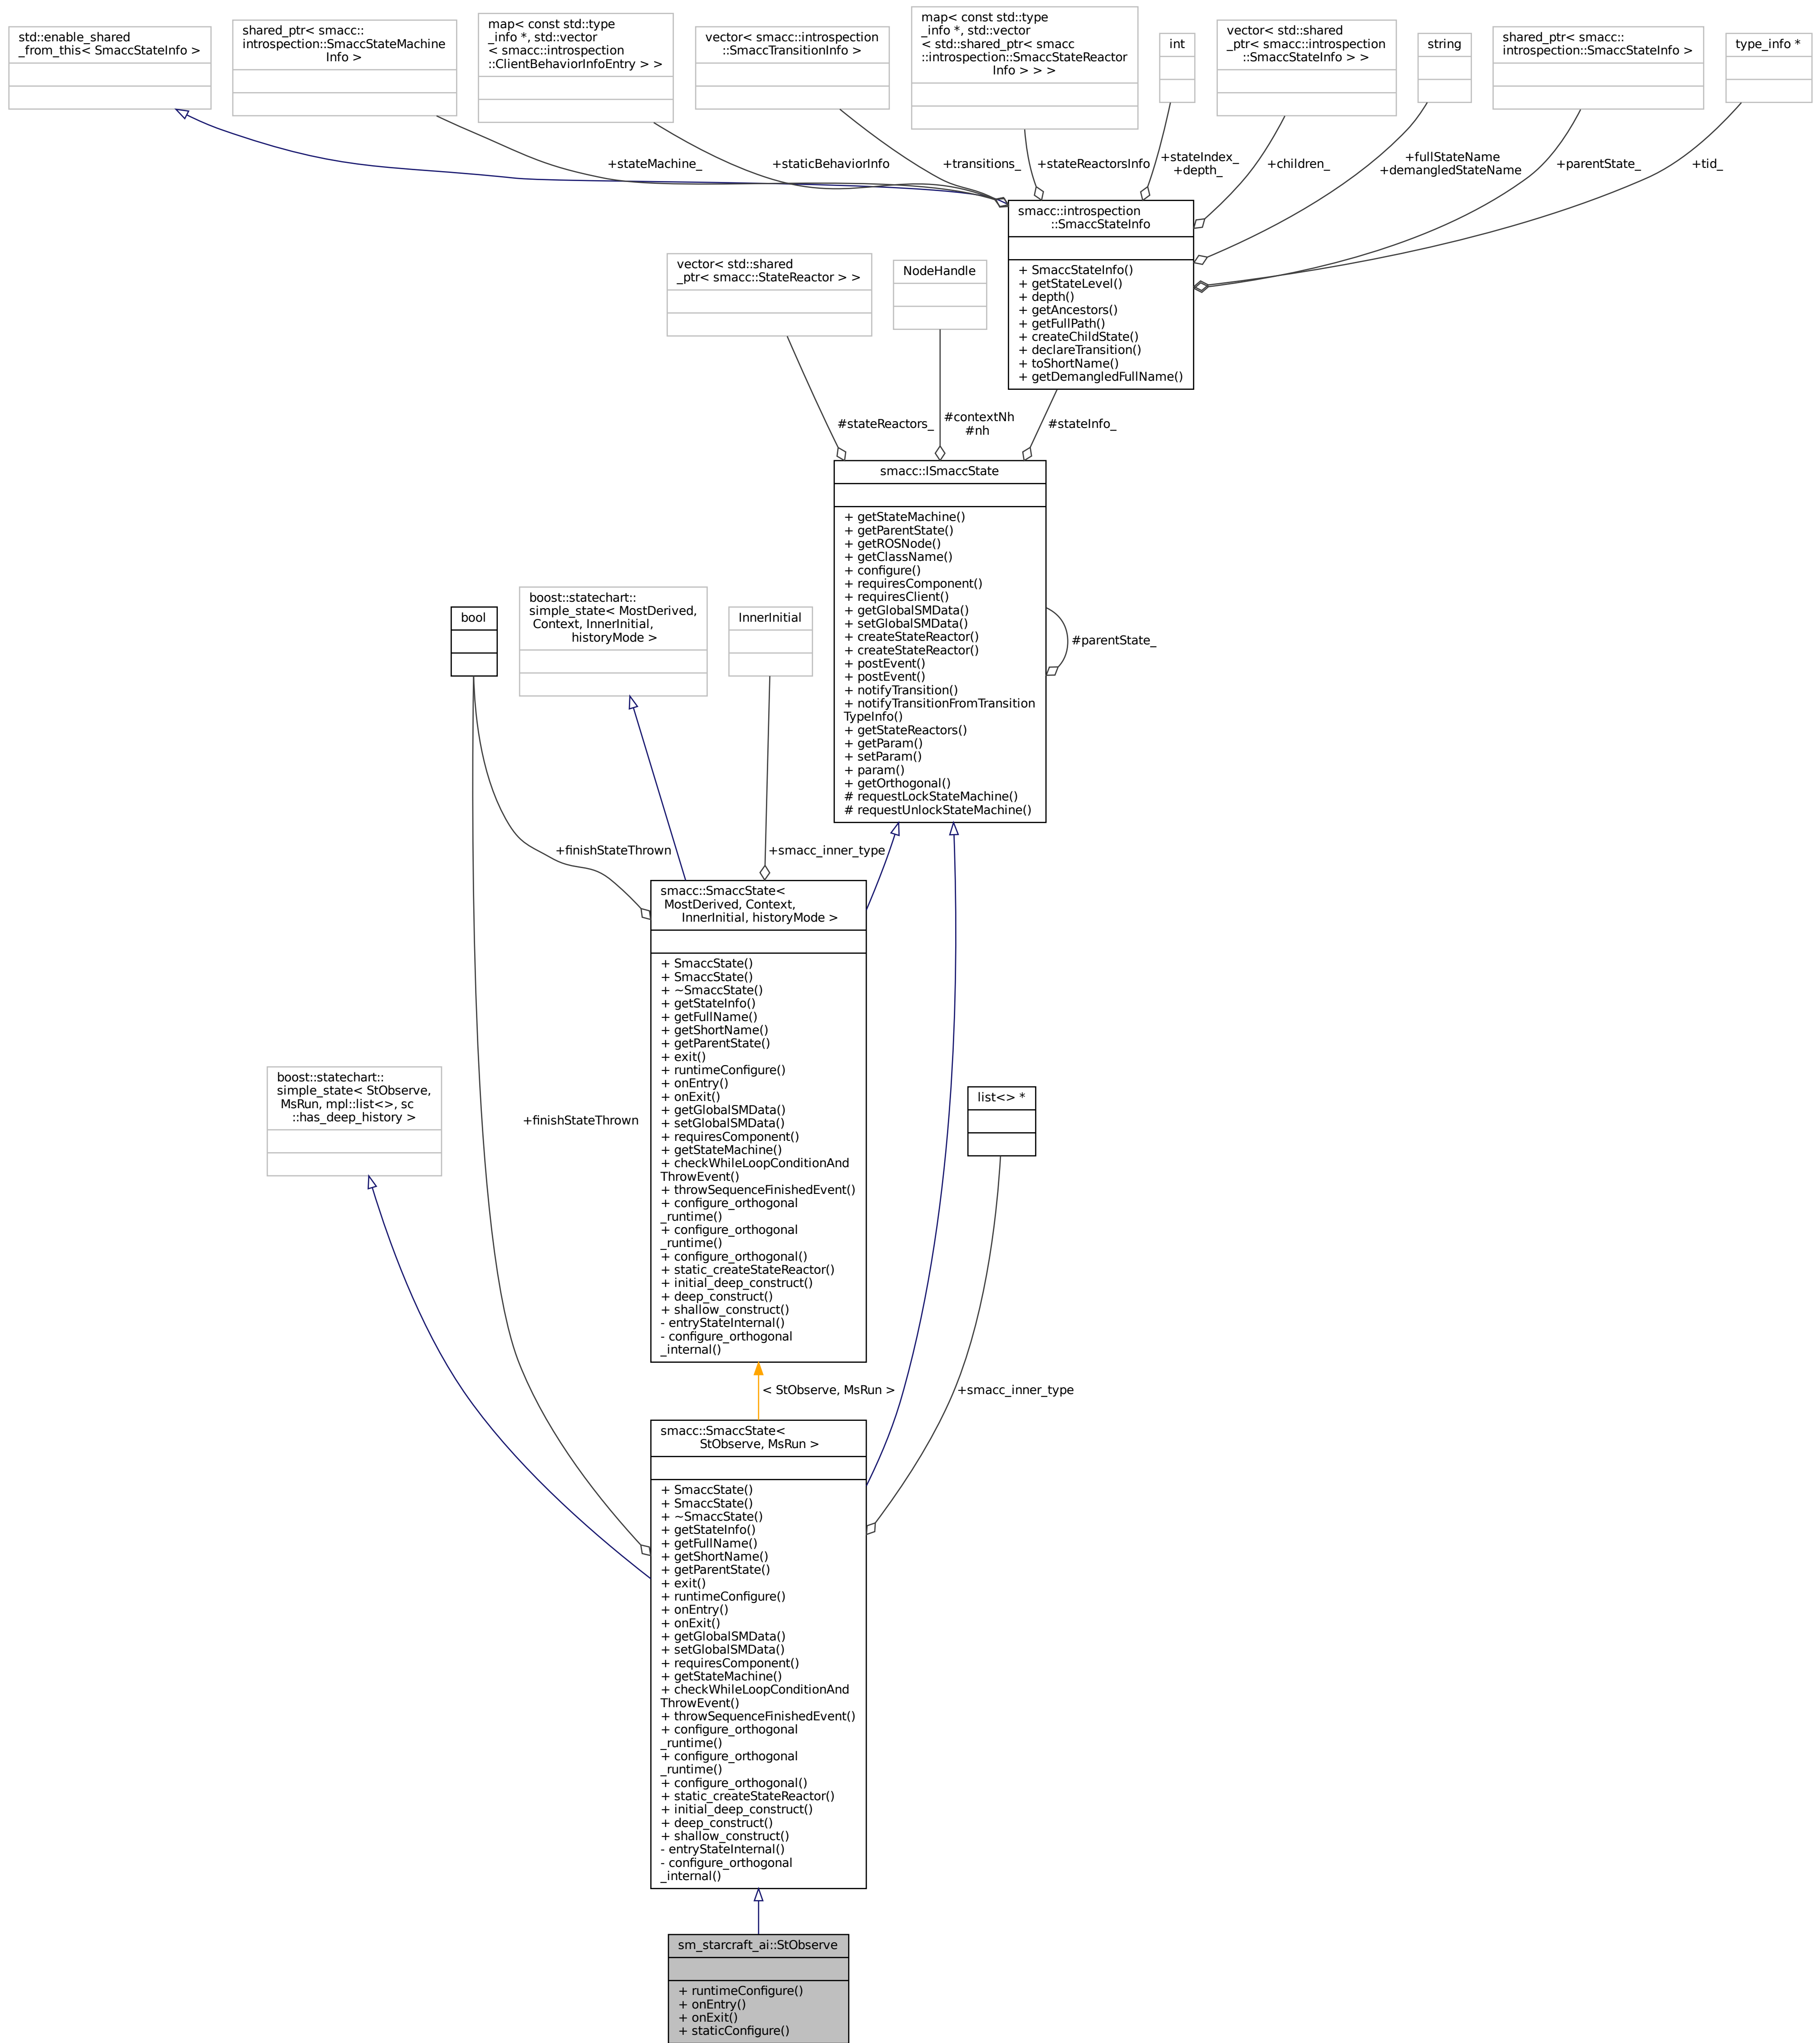 std::enable_shared
_from_this< SmaccStateInfo >
shared_ptr< smacc::
introspection::SmaccStateMachine
Info >
map< const std::type
_info *, std::vector
< smacc::introspection
::ClientBehaviorInfoEntry > >
vector< smacc::introspection
::SmaccTransitionInfo >
map< const std::type
_info *, std::vector
< std::shared_ptr< smacc
::introspection::SmaccStateReactor
Info > > >
int
vector< std::shared
_ptr< smacc::introspection
::SmaccStateInfo > >
string
shared_ptr< smacc::
introspection::SmaccStateInfo >
type_info *
+stateMachine_
+staticBehaviorInfo
+transitions_
+stateReactorsInfo
+stateIndex_
+depth_
+children_
+fullStateName
+demangledStateName
+parentState_
+tid_
smacc::introspection
::SmaccStateInfo
+ SmaccStateInfo()
+ getStateLevel()
+ depth()
+ getAncestors()
+ getFullPath()
+ createChildState()
+ declareTransition()
+ toShortName()
+ getDemangledFullName()
vector< std::shared
_ptr< smacc::StateReactor > >
NodeHandle
#stateReactors_
#contextNh
#nh
#stateInfo_
smacc::ISmaccState
+ getStateMachine()
+ getParentState()
+ getROSNode()
+ getClassName()
+ configure()
+ requiresComponent()
+ requiresClient()
+ getGlobalSMData()
+ setGlobalSMData()
+ createStateReactor()
+ createStateReactor()
+ postEvent()
+ postEvent()
+ notifyTransition()
+ notifyTransitionFromTransition
TypeInfo()
+ getStateReactors()
+ getParam()
+ setParam()
+ param()
+ getOrthogonal()
# requestLockStateMachine()
# requestUnlockStateMachine()
#parentState_
bool
boost::statechart::
simple_state< MostDerived,
Context, InnerInitial,
historyMode >
InnerInitial
+finishStateThrown
+smacc_inner_type
smacc::SmaccState<
MostDerived, Context,
InnerInitial, historyMode >
+ SmaccState()
+ SmaccState()
+ ~SmaccState()
+ getStateInfo()
+ getFullName()
+ getShortName()
+ getParentState()
+ exit()
+ runtimeConfigure()
+ onEntry()
+ onExit()
+ getGlobalSMData()
+ setGlobalSMData()
+ requiresComponent()
+ getStateMachine()
+ checkWhileLoopConditionAnd
ThrowEvent()
+ throwSequenceFinishedEvent()
+ configure_orthogonal
_runtime()
+ configure_orthogonal
_runtime()
+ configure_orthogonal()
+ static_createStateReactor()
+ initial_deep_construct()
+ deep_construct()
+ shallow_construct()
- entryStateInternal()
- configure_orthogonal
_internal()
boost::statechart::
simple_state< StObserve,
MsRun, mpl::list<>, sc
::has_deep_history >
+finishStateThrown
list<> *
< StObserve, MsRun >
+smacc_inner_type
smacc::SmaccState<
StObserve, MsRun >
+ SmaccState()
+ SmaccState()
+ ~SmaccState()
+ getStateInfo()
+ getFullName()
+ getShortName()
+ getParentState()
+ exit()
+ runtimeConfigure()
+ onEntry()
+ onExit()
+ getGlobalSMData()
+ setGlobalSMData()
+ requiresComponent()
+ getStateMachine()
+ checkWhileLoopConditionAnd
ThrowEvent()
+ throwSequenceFinishedEvent()
+ configure_orthogonal
_runtime()
+ configure_orthogonal
_runtime()
+ configure_orthogonal()
+ static_createStateReactor()
+ initial_deep_construct()
+ deep_construct()
+ shallow_construct()
- entryStateInternal()
- configure_orthogonal
_internal()
sm_starcraft_ai::StObserve
+ runtimeConfigure()
+ onEntry()
+ onExit()
+ staticConfigure()